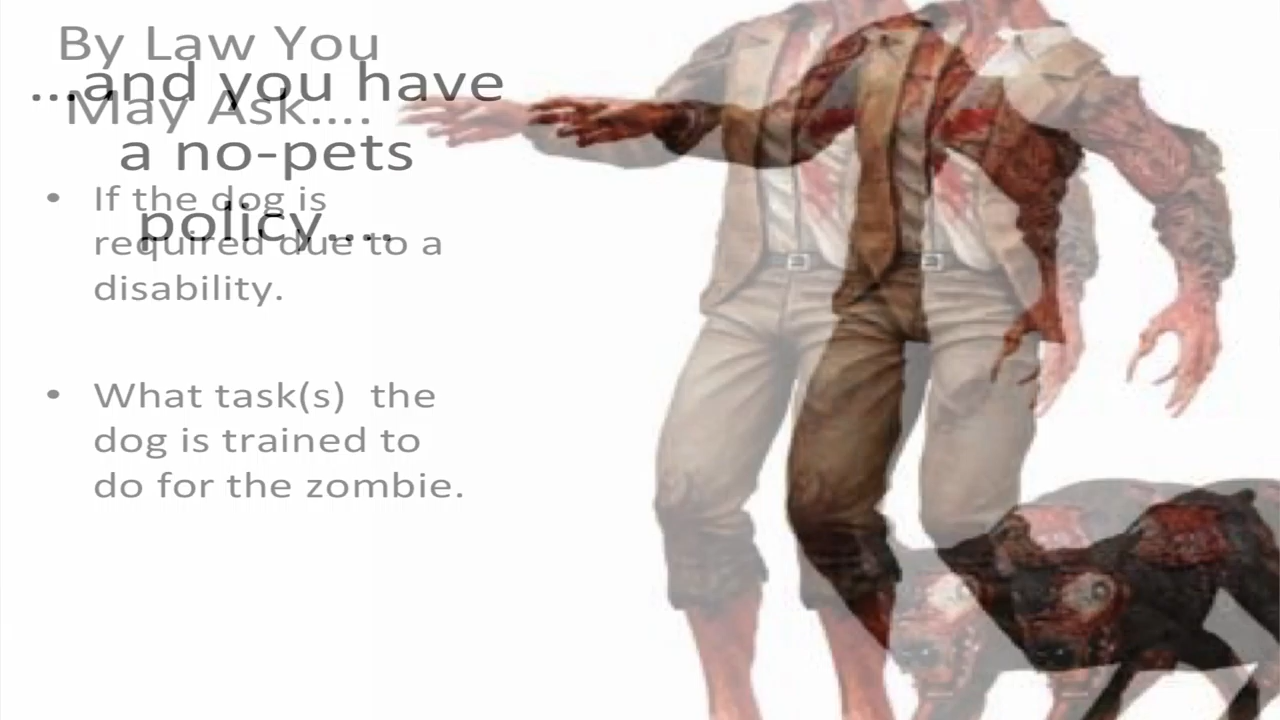 By Law You
May Ask....
...and you have
a no-pets
policy....
• If the dog is
required due to a
disability.
• What task(s) the
dog is trained to
do for the zombie.